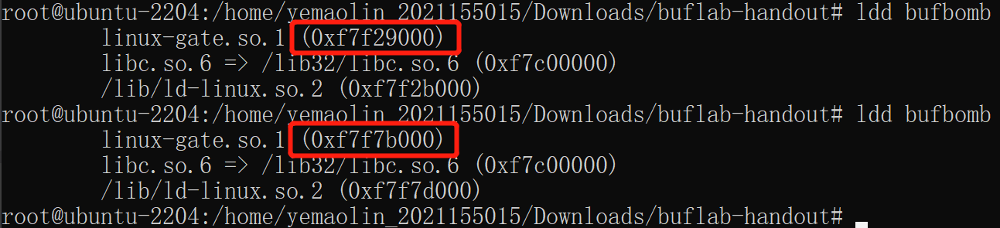 root@ubuntu-2204:/home/yemaolin_2021155015/Downloads/buflab-handout# ldd bufbomb
linux-gate.so.1 (0xf7f29000)
libc.so.6 => /lib32/libc.so.6 (0xf7c00000)
/lib/ld-linux.so.2 (0xf7f2b000)
root@ubuntu-2204:/home/yemaolin_2021155015/Downloads/buflab-handout# ldd bufbomb
linux-gate.so.1 (0xf7f7b000)
libc.so.6 => /lib32/libc.so.6 (0xf7c00000)
/lib/ld-linux.so.2 (0xf7f7d000)
root@ubuntu-2204:/home/yemaolin_2021155015/Downloads/buflab-handout#